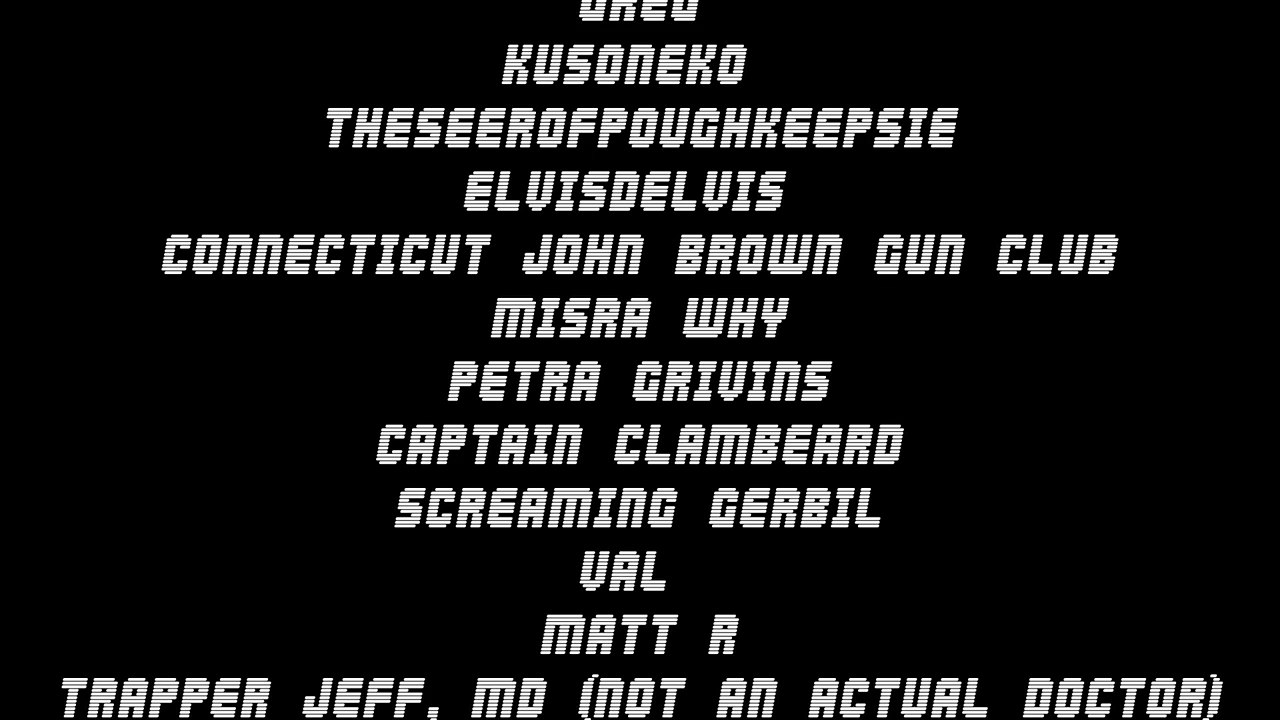 KUSONEKO
THESEEROFPOUGHKEEPSIE
ELVISDELVIS
CONNECTICUT JOHN BROWN GUN CLUB
MISRA WHY
PETRA GRIVINS
CAPTAIN CLAMBEARD
SCREAMING GERBIL
VAL
MATT R
TRAPPER JEFF, MD (NOT AN ACTUAL DOCTOR)